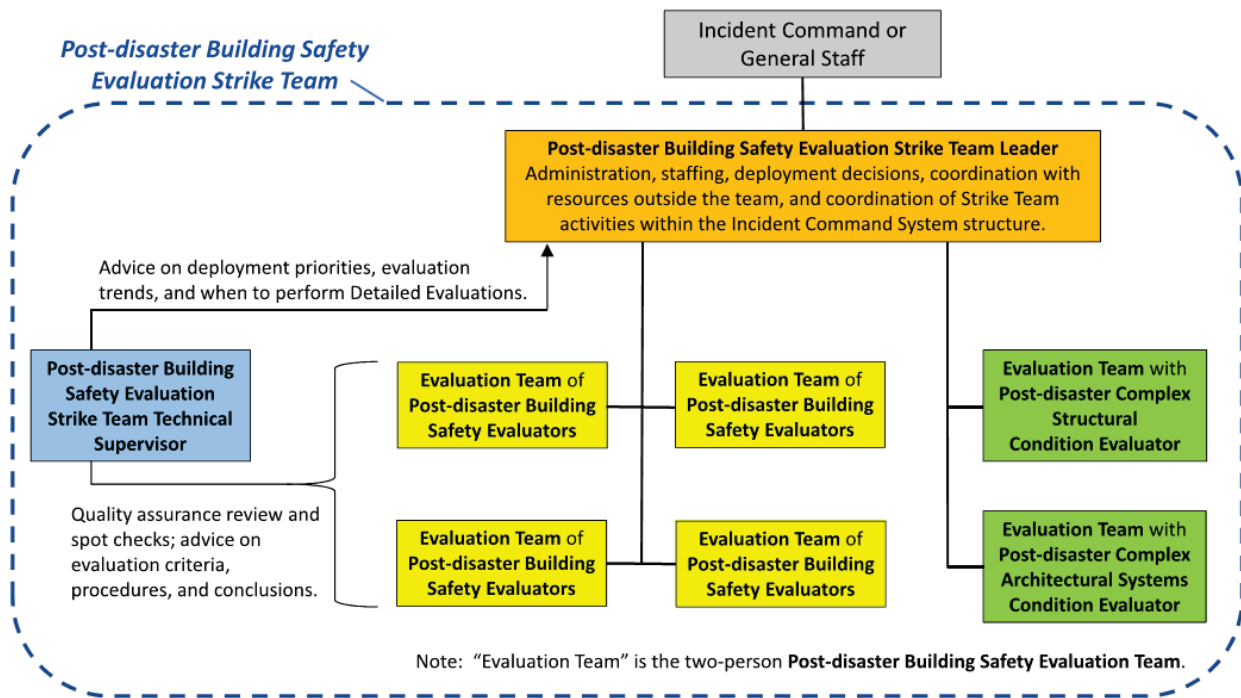 Post-disaster Building Safety
Evaluation Strike Team
Incident Command or
General Staff
Post-disaster Building Safety Evaluation Strike Team Leader
Administration, staffing, deployment decisions, coordination with
resources outside the team, and coordination of Strike Team
activities within the Incident Command System structure.
Advice on deployment priorities, evaluation
trends, and when to perform Detailed Evaluations.
Post-disaster Building
Safety Evaluation
Strike Team Technical
Supervisor
Quality assurance review and
spot checks; advice on
evaluation criteria,
procedures, and conclusions.
Evaluation Team of
Post-disaster Building
Safety Evaluators
Evaluation Team of
Post-disaster Building
Safety Evaluators
Evaluation Team with
Post-disaster Complex
Structural
Condition Evaluator
Evaluation Team of
Post-disaster Building
Safety Evaluators
Evaluation Team of
Post-disaster Building
Safety Evaluators
Evaluation Team with
Post-disaster Complex
Architectural Systems
Condition Evaluator
Note: “Evaluation Team” is the two-person Post-disaster Building Safety Evaluation Team.